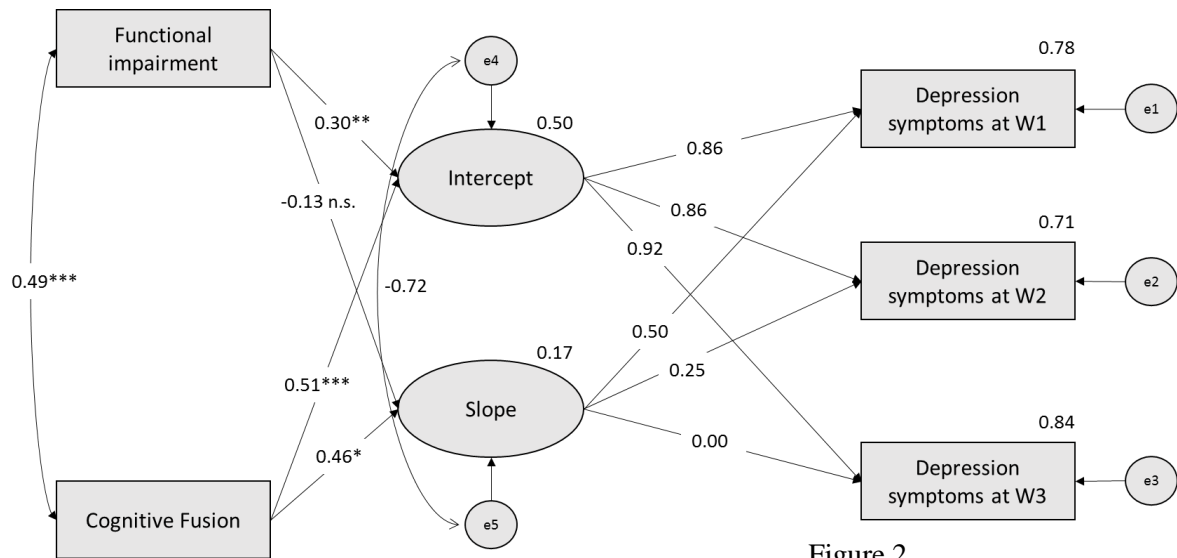 Functional
impairment
e4
0.78
Depression
symptoms at W1
e1
0.30**
0.50
0.86
Intercept
-0.13 n.s.
0.86
0.71
0.92
Depression
symptoms at W2
e2
0.49***
-0.72
0.50
0.17
0.25
0.51***
Slope
0.84
0.00
0.46*
Depression
symptoms at W3
e3
Cognitive Fusion
e5
Figure 2